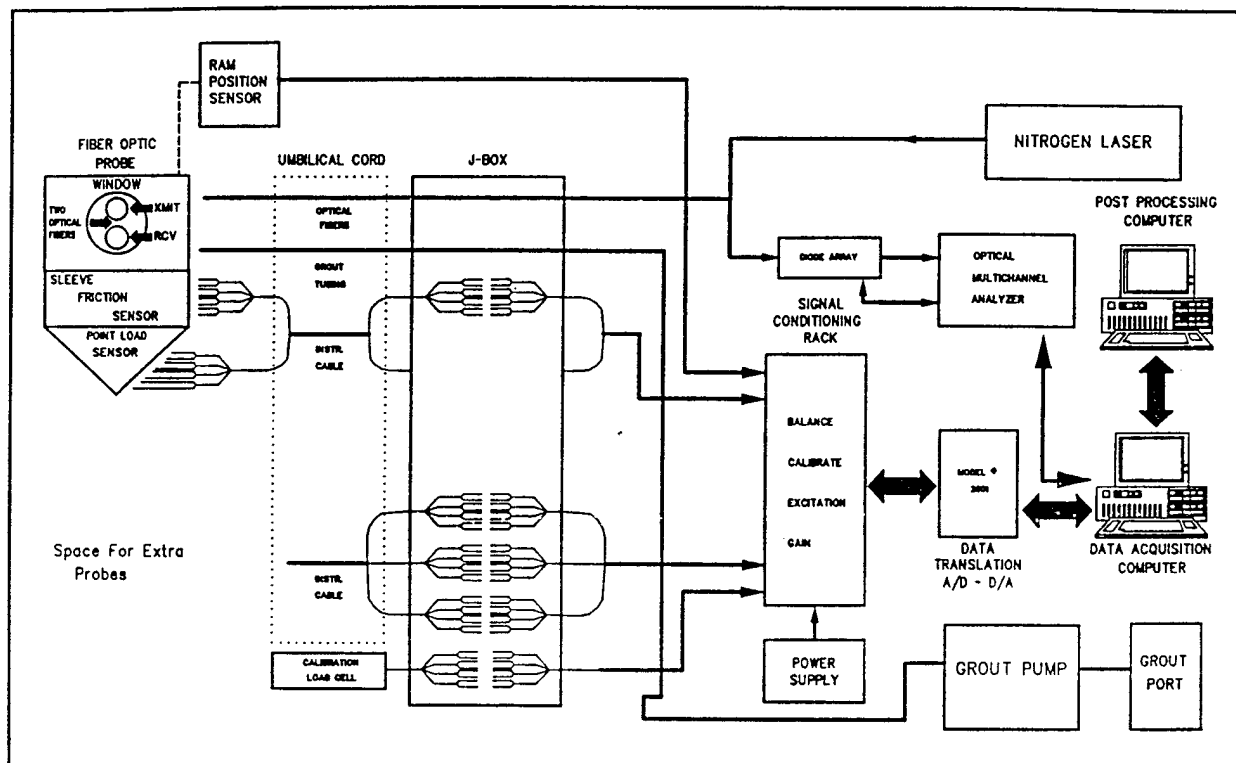 RAM
POSITION
SENSOR
FIBER OPTIC
PROBE
WINDOW
TWO
OPTICAL
FIBERS
XMIT
RCV
SLEEVE
FRICTION
SENSOR
POINT LOAD
SENSOR
UMBILICAL CORD
J-BOX
OPTICAL
FIBERS
GROUT
TUBING
INSTR.
CABLE
Space For Extra
Probes
INSTR.
CABLE
CALIBRATION
LOAD CELL
NITROGEN LASER
POST PROCESSING
COMPUTER
DIODE ARRAY
OPTICAL
MULTICHANNEL
ANALYZER
SIGNAL
CONDITIONING
RACK
BALANCE
CALIBRATE
EXCITATION
GAIN
MODEL
DATA
TRANSLATION
A/D - D/A
DATA ACQUISITION
COMPUTER
POWER
SUPPLY
GROUT PUMP
GROUT
PORT